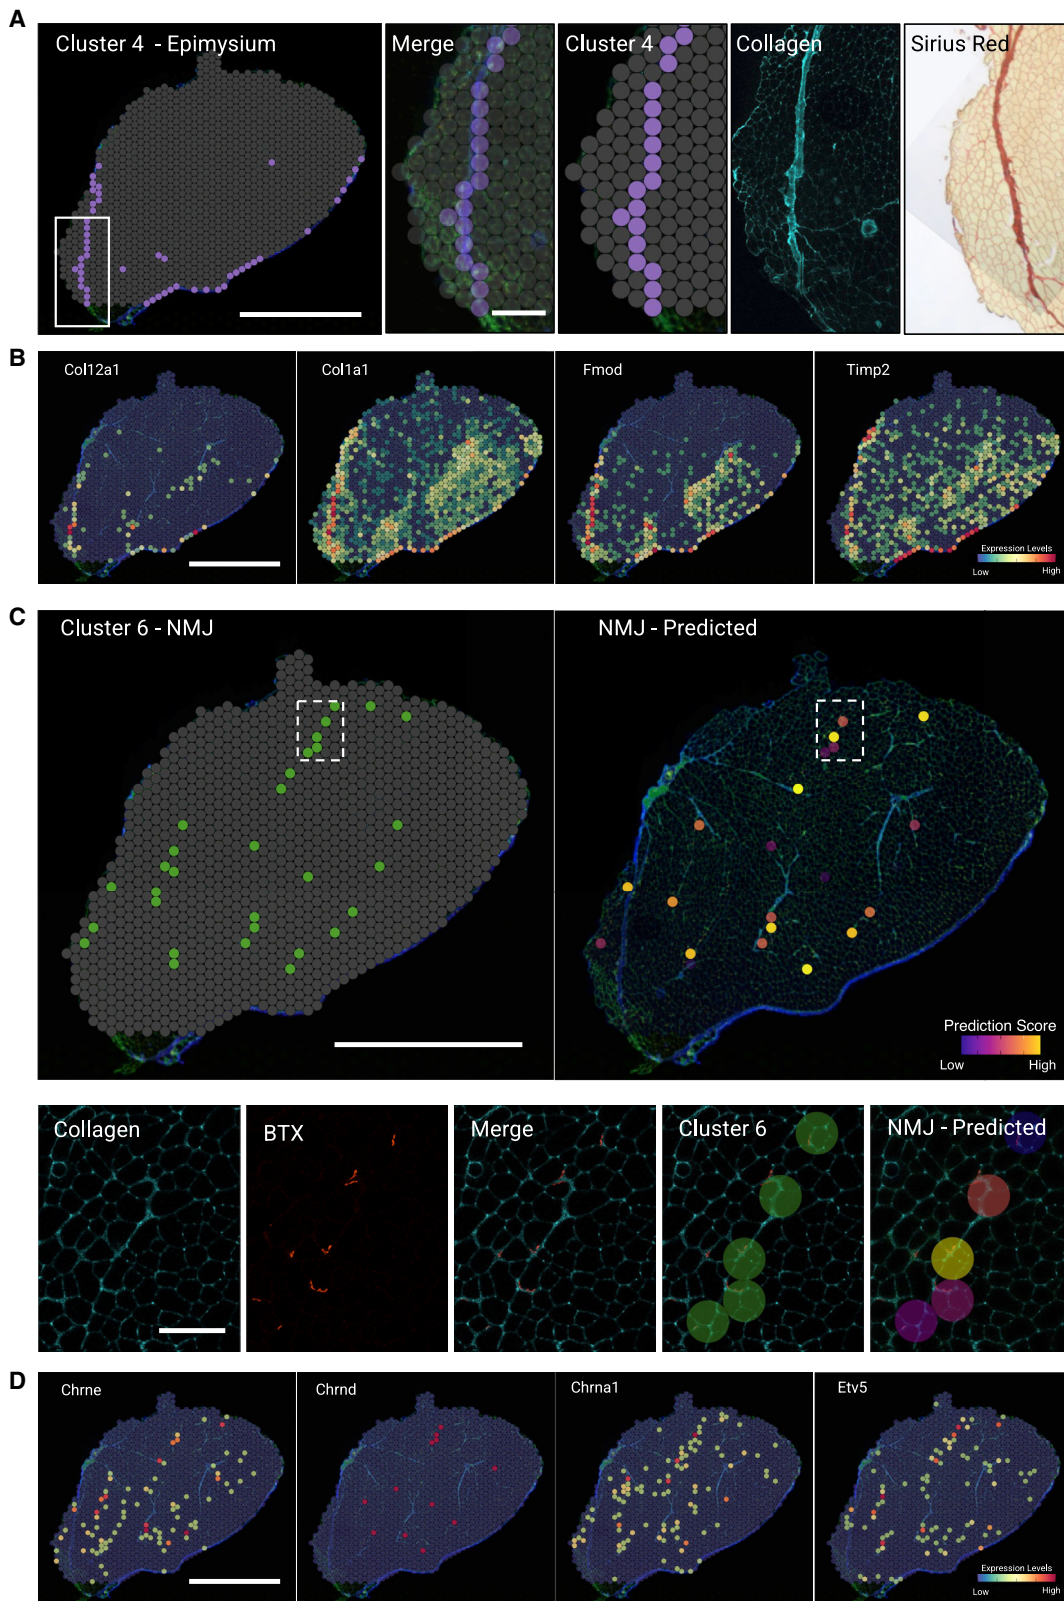 A
Cluster 4 - Epimysium
Merge
Cluster 4
Collagen
Sirius Red
B
Col12a1
Col1a1
Fmod
Timp2
Expression Levels
Low High
C
Cluster 6 - NMJ
NMJ - Predicted
Prediction Score
Low High
Collagen
BTX
Merge
Cluster 6
NMJ - Predicted
D
Chrne
Chrnd
Chrna1
Etv5
Expression Levels
Low High